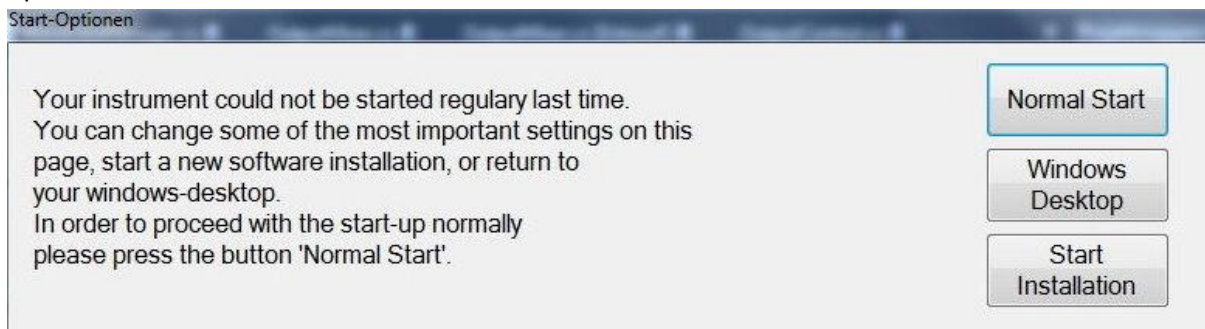 Start-Optionen
Your instrument could not be started regulary last time.
You can change some of the most important settings on this
page, start a new software installation, or return to
your windows-desktop.
In order to proceed with the start-up normally
please press the button 'Normal Start'.
Normal Start
Windows
Desktop
Start
Installation